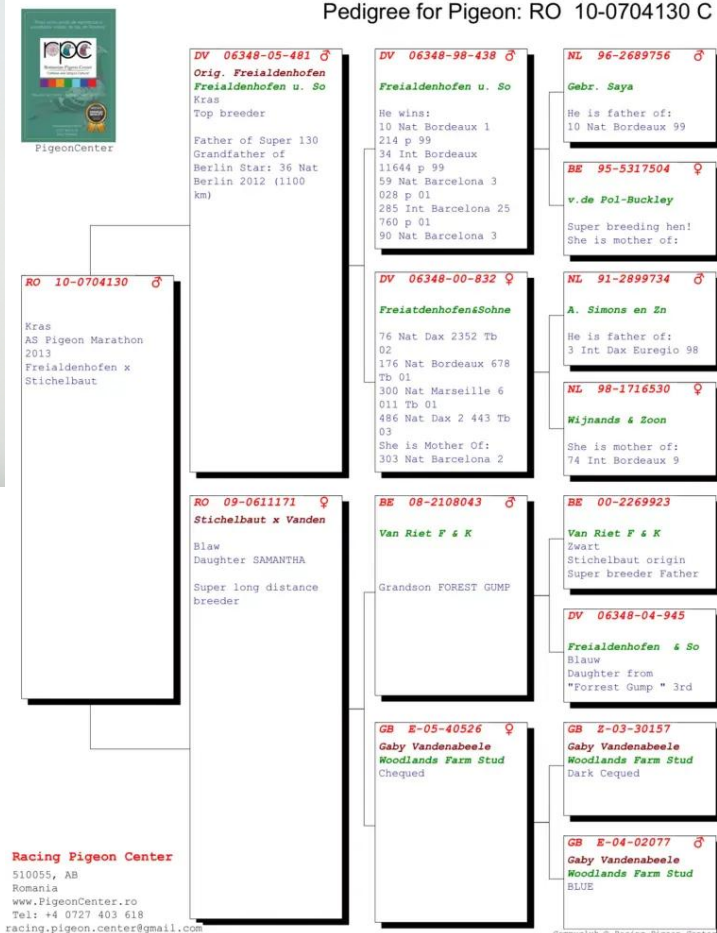 Pedigree for Pigeon: RO 10-0704130 C
rpc
PigeonCenter
RO 10-0704130 ♂
Kras
AS Pigeon Marathon
2013
Freialdenhofen x
Stichelbaut
DV 06348-05-481 ♂
Orig. Freialdenhofen
Freialdenhofen u. So
Kras
Top breeder
Father of Super 130
Grandfather of
Berlin Star: 36 Nat
Berlin 2012 (1100
km)
RO 09-0611171 ♀
Stichelbaut x Vanden
Blaw
Daughter SAMANTHA
Super long distance
breeder
DV 06348-98-438 ♂
Freialdenhofen u. So
He wins:
10 Nat Bordeaux 1
214 p 99
34 Int Bordeaux
11644 p 99
59 Nat Barcelona 3
028 p 01
285 Int Barcelona 25
760 p 01
90 Nat Barcelona 3
DV 06348-00-832 ♀
Freiatdenhofen&Sohne
76 Nat Dax 2352 Tb
02
176 Nat Bordeaux 678
Tb 01
300 Nat Marseille 6
011 Tb 01
486 Nat Dax 2 443 Tb
03
She is Mother Of:
303 Nat Barcelona 2
BE 08-2108043 ♂
Van Riet F & K
Grandson FOREST GUMP
GB E-05-40526 ♀
Gaby Vandenabeele
Woodlands Farm Stud
Chequed
NL 96-2689756 ♂
Gebr. Saya
He is father of:
10 Nat Bordeaux 99
BE 95-5317504 ♀
v.de Pol-Buckley
Super breeding hen!
She is mother of:
NL 91-2899734 ♂
A. Simons en Zn
He is father of:
3 Int Dax Euregio 98
NL 98-1716530 ♀
Wijnands & Zoon
She is mother of:
74 Int Bordeaux 9
BE 00-2269923
Van Riet F & K
Zwart
Stichelbaut origin
Super breeder Father
DV 06348-04-945
Freialdenhofen & So
Blauw
Daughter from
"Forrest Gump " 3rd
GB Z-03-30157
Gaby Vandenabeele
Woodlands Farm Stud
Dark Cequed
GB E-04-02077 ♂
Gaby Vandenabeele
Woodlands Farm Stud
BLUE
Racing Pigeon Center
510055, AB
Romania
www.PigeonCenter.ro
Tel: +4 0727 403 618
racing.pigeon.center@gmail.com